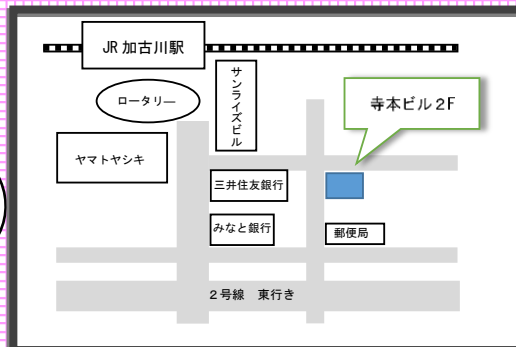 JR 加古川駅
サンライズビル
ロータリー
寺本ビル２F
ヤマトヤシキ
三井住友銀行
みなと銀行
郵便局
２号線 東行き